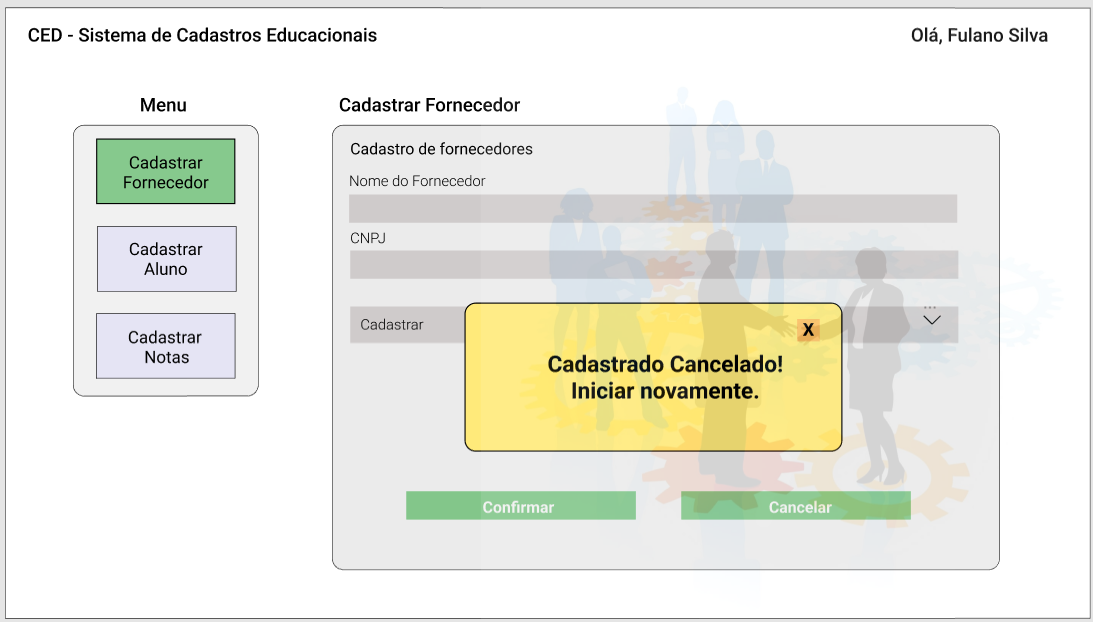 CED - Sistema de Cadastros Educacionais
Olá, Fulano Silva
Menu
Cadastrar
Fornecedor
Cadastrar
Aluno
Cadastrar
Notas
Cadastrar Fornecedor
Cadastro de fornecedores
Nome do Fornecedor
CNPJ
Cadastrar
...
X
Cadastrado Cancelado!
Iniciar novamente.
Confirmar
Cancelar